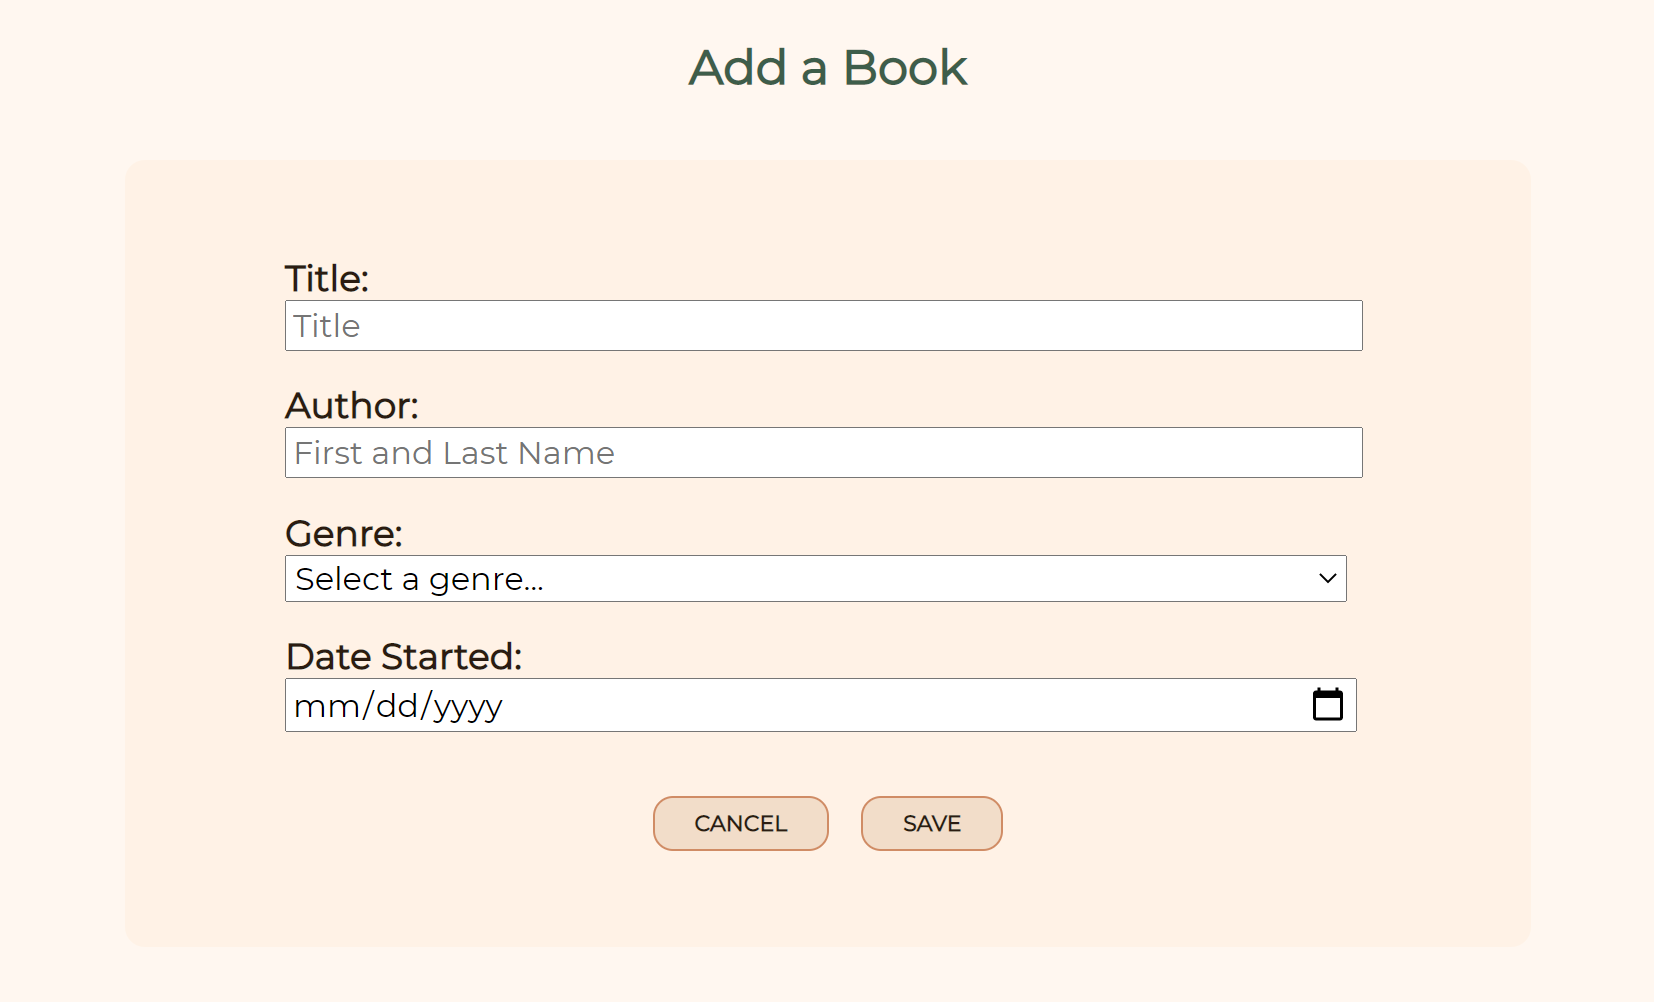 Add a Book
Title:
Title
Author:
First and Last Name
Genre:
Select a genre...
Date Started:
mm/dd/yyyy
CANCEL SAVE